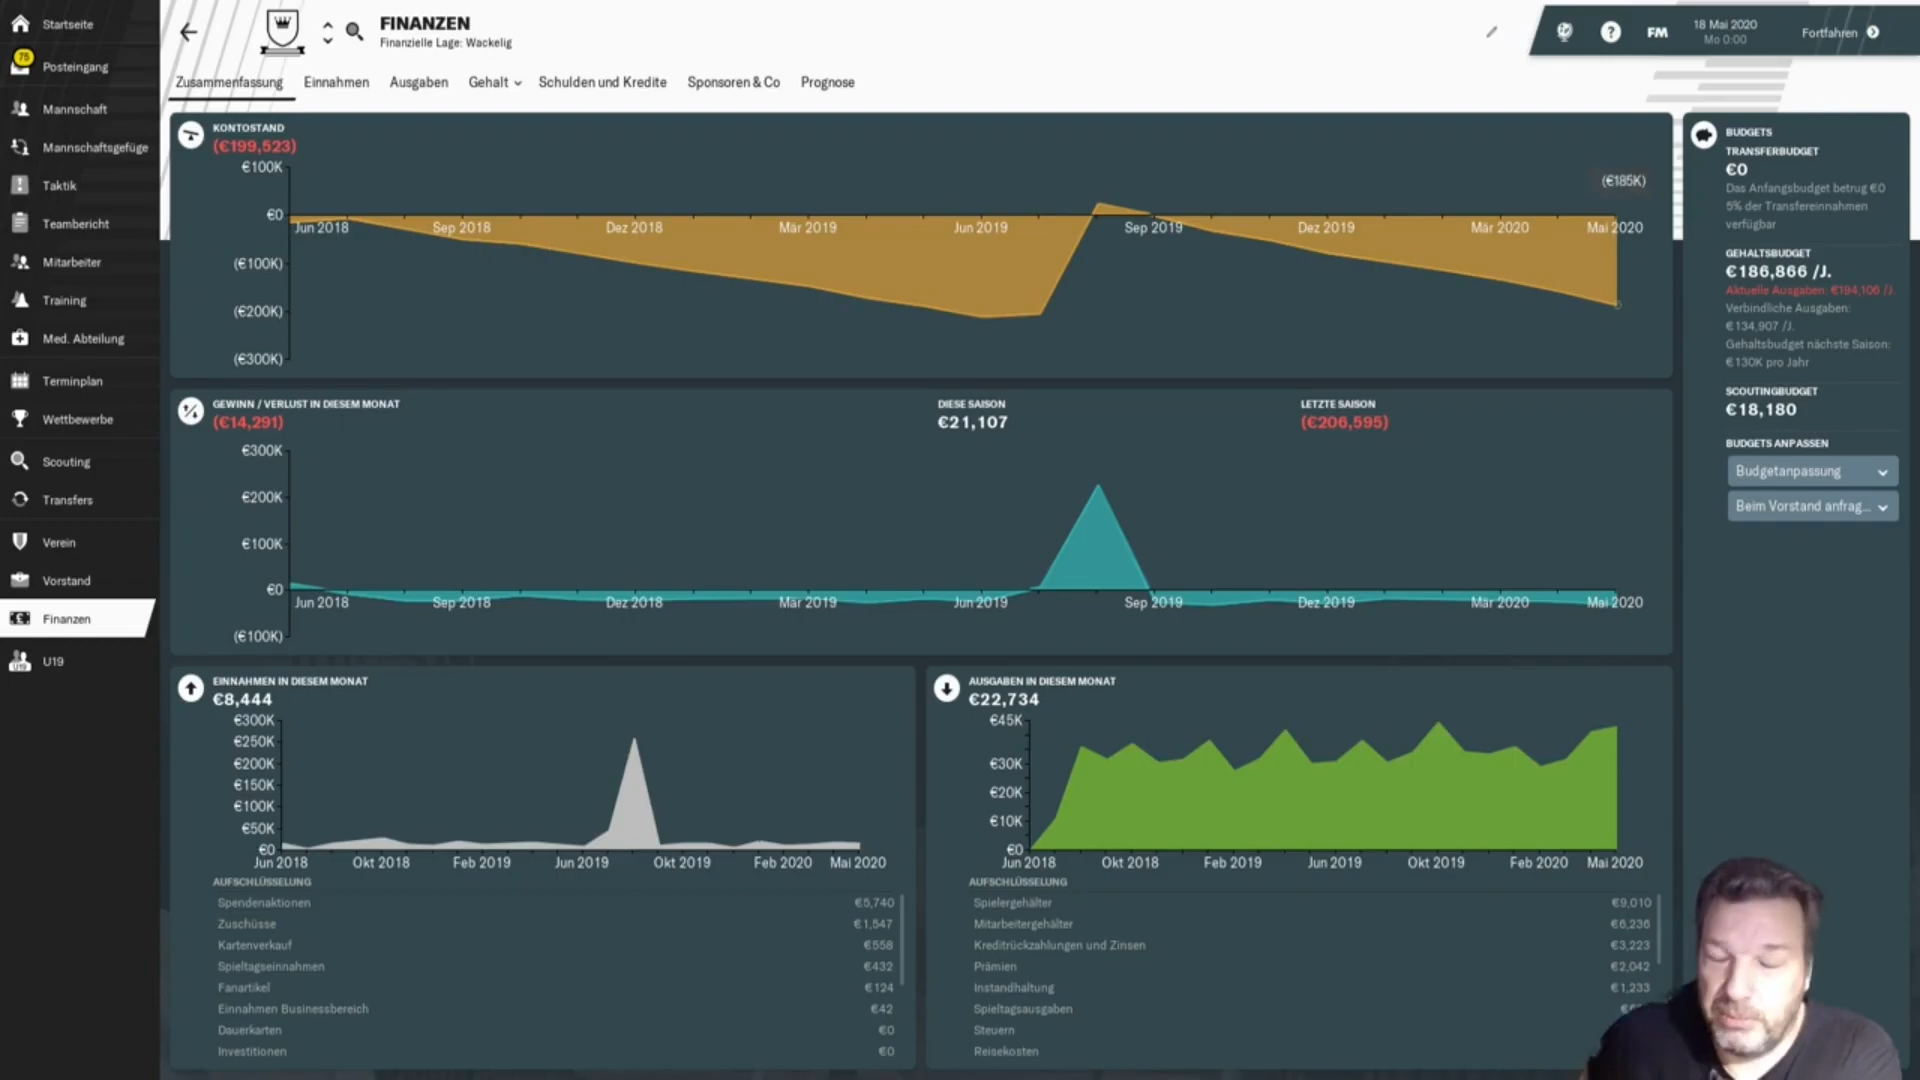 Startseite
75
Posteingang
Mannschaft
Mannschaftsgefüge
Taktik
Teambericht
Mitarbeiter
Training
Med. Abteilung
Terminplan
Wettbewerbe
Scouting
Transfers
Verein
Vorstand
Finanzen
U19
FINANZEN
Finanzielle Lage: Wackelig
?
FM
18 Mai 2020
Mo 0:00
Fortfahren
Zusammenfassung
Einnahmen
Ausgaben
Gehalt
Schulden und Kredite
Sponsoren & Co
Prognose
KONTOSTAND
(€199,523)
€100K
€0
(€100K)
(€200K)
(€300K)
(€185K)
Jun 2018
Sep 2018
Dez 2018
Mär 2019
Jun 2019
Sep 2019
Dez 2019
Mär 2020
Mai 2020
GEWINN / VERLUST IN DIESEM MONAT
(€14,291)
DIESE SAISON
€21,107
LETZTE SAISON
(€206,595)
€300K
€200K
€100K
€0
(€100K)
Jun 2018
Sep 2018
Dez 2018
Mär 2019
Jun 2019
Sep 2019
Dez 2019
Mär 2020
Mai 2020
EINNAHMEN IN DIESEM MONAT
€8,444
€300K
€250K
€200K
€150K
€100K
€50K
€0
Jun 2018
Okt 2018
Feb 2019
Jun 2019
Okt 2019
Feb 2020
Mai 2020
AUFSCHLÜSSELUNG
Spendenaktionen €5,740
Zuschüsse €1,547
Kartenverkauf €558
Spieltagseinnahmen €432
Fanartikel €124
Einnahmen Businessbereich €42
Dauerkarten €0
Investitionen €0
AUSGABEN IN DIESEM MONAT
€22,734
€45K
€30K
€20K
€10K
€0
Jun 2018
Okt 2018
Feb 2019
Jun 2019
Okt 2019
Feb 2020
Mai 2020
AUFSCHLÜSSELUNG
Spielergehälter €9,010
Mitarbeitergehälter €6,236
Kreditrückzahlungen und Zinsen €3,223
Prämien €2,042
Instandhaltung €1,233
Spieltagsausgaben
Steuern
Reisekosten
BUDGETS
TRANSFERBUDGET
€0
Das Anfangsbudget betrug €0
5% der Transfereinnahmen
verfügbar
GEHALTSBUDGET
€186,866 /J.
Aktuelle Ausgaben: €194,106 /J.
Verbindliche Ausgaben:
€134,907 /J.
Gehaltsbudget nächste Saison:
€130K pro Jahr
SCOUTINGBUDGET
€18,180
BUDGETS ANPASSEN
Budgetanpassung
Beim Vorstand anfrag...